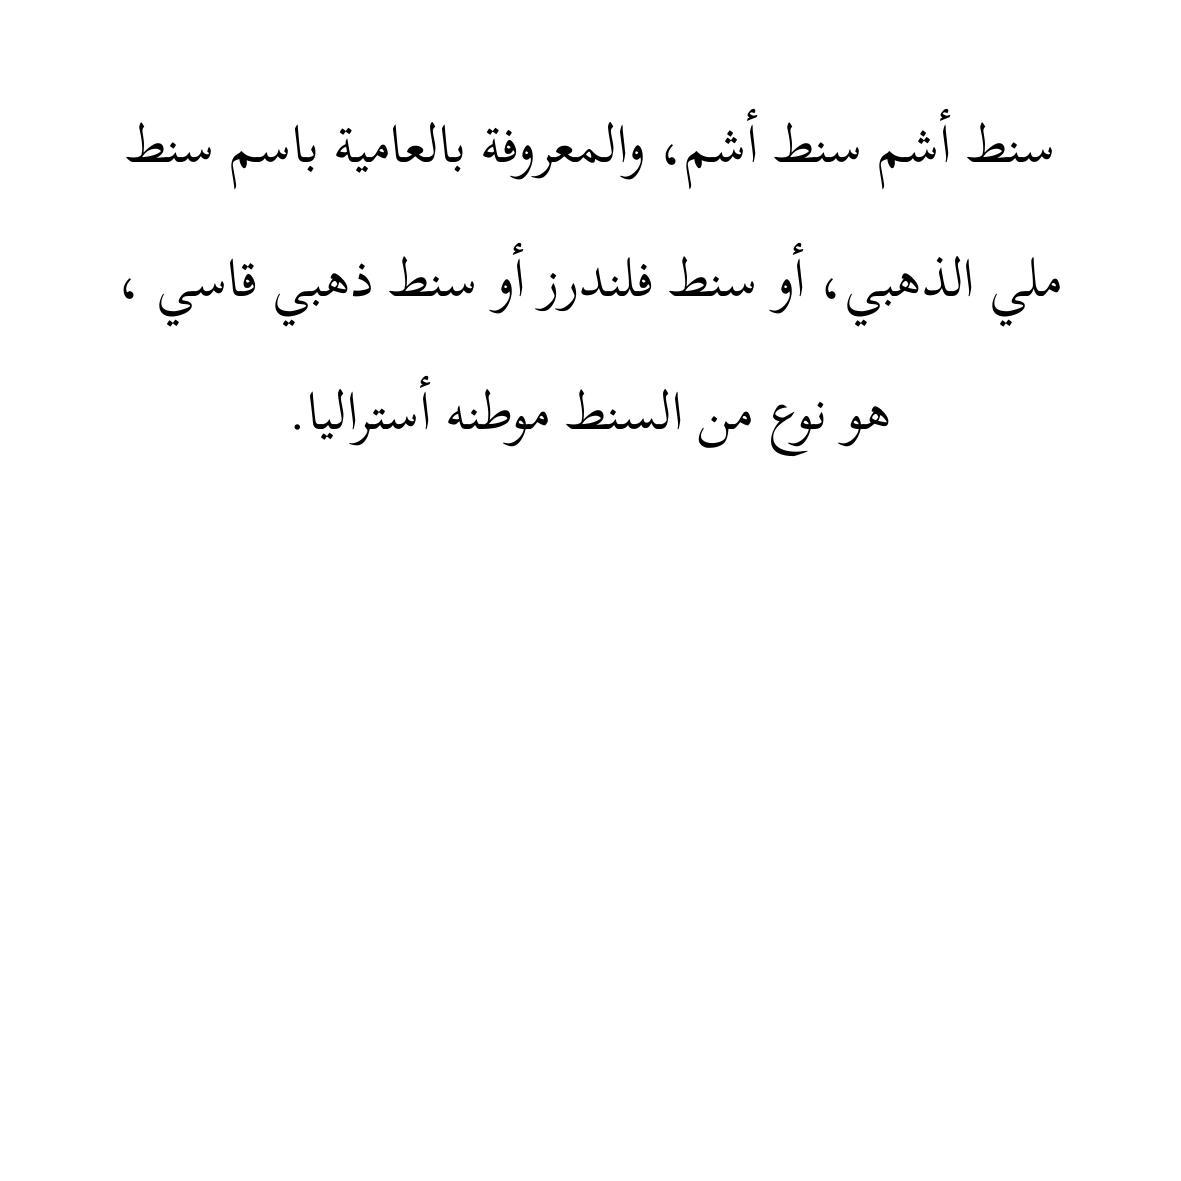 سنط أشم سنط أشم، والمعروفة بالعامية باسم سنط
ملي الذهبي، أو سنط فلندرز أو سنط ذهبي قاسي ،
هو نوع من السنط موطنه أستراليا.